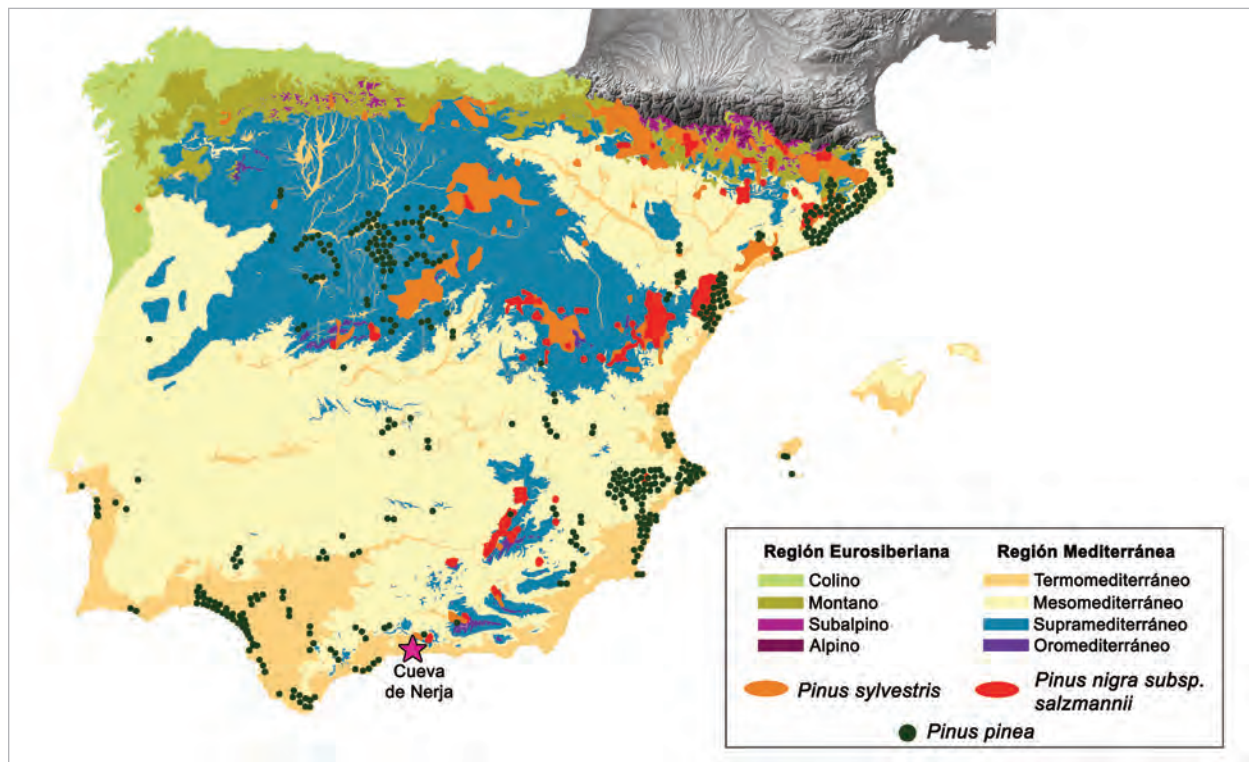 Cueva
de Nerja
Región Eurosiberiana
Colino
Montano
Subalpino
Alpino
Región Mediterránea
Termomediterráneo
Mesomediterráneo
Supramediterráneo
Oromediterráneo
Pinus sylvestris
Pinus nigra subsp.
salzmannii
Pinus pinea